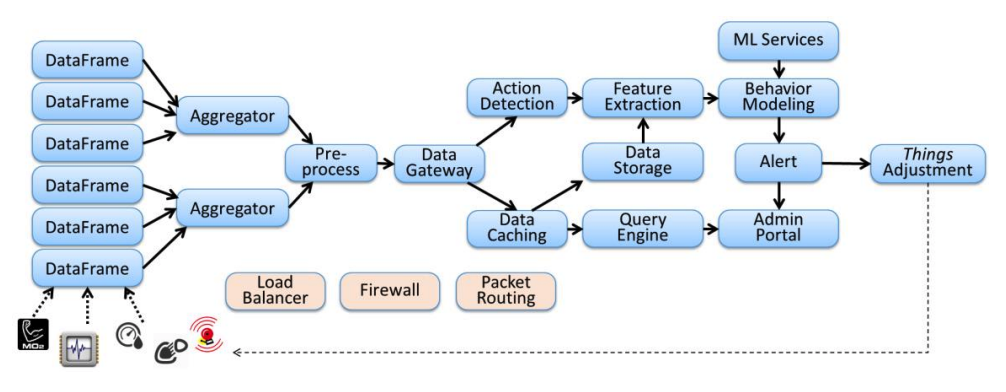 DataFrame
DataFrame
DataFrame
DataFrame
DataFrame
DataFrame
Aggregator
Aggregator
Pre-
process
Data
Gateway
Action
Detection
Feature
Extraction
ML Services
Behavior
Modeling
Data
Storage
Alert
Things
Adjustment
Data
Caching
Query
Engine
Admin
Portal
Load
Balancer
Firewall
Packet
Routing
MO2